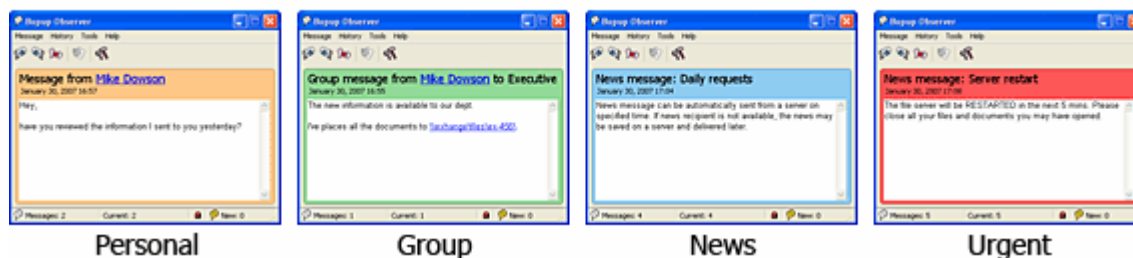 Bopup Observer
Message History Tools Help
Message from Mike Dowson
January 30, 2007 16:57
Hey,
have you reviewed the information I sent to you yesterday?
Messages: 2 Current: 2 New: 0
Personal
Bopup Observer
Message History Tools Help
Group message from Mike Dowson to Executive
January 30, 2007 16:55
The new information is available to our dept.
I've places all the documents to
Messages: 1 Current: 1 New: 0
Group
Bopup Observer
Message History Tools Help
News message: Daily requests
January 30, 2007 17:04
News message can be automatically sent from a server on
specified time. If news recipient is not available, the news may
be saved on a server and delivered later.
Messages: 4 Current: 4 New: 0
News
Bopup Observer
Message History Tools Help
News message: Server restart
January 30, 2007 17:08
The file server will be RESTARTED in the next 5 mins. Please
close all your files and documents you may have opened.
Messages: 5 Current: 5 New: 0
Urgent